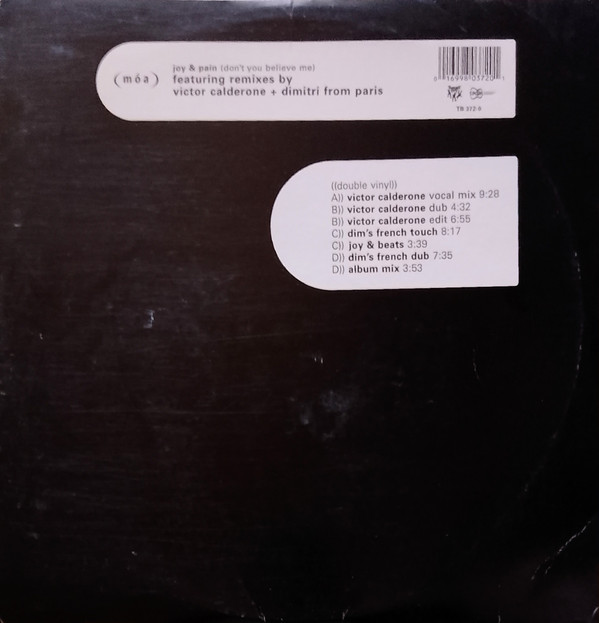 (móa)
joy & pain (don't you believe me)
featuring remixes by
victor calderone + dimitri from paris
TB 372-0
((double vinyl))
A)) victor calderone vocal mix 9:28
B)) victor calderone dub 4:32
B)) victor calderone edit 6:55
C)) dim's french touch 8:17
C)) joy & beats 3:39
D)) dim's french dub 7:35
D)) album mix 3:53